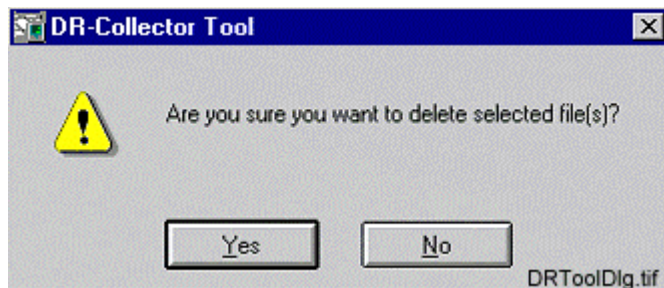 DR-Collector Tool
Are you sure you want to delete selected file(s)?
Yes
No
DRToolDlg.tif